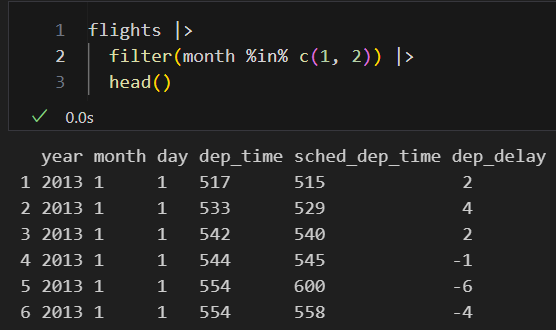 1 flights |>
2 filter(month %in% c(1, 2)) |>
3 head()
0.0s
year month day dep_time sched_dep_time dep_delay
1 2013 1 1 517 515 2
2 2013 1 1 533 529 4
3 2013 1 1 542 540 2
4 2013 1 1 544 545 -1
5 2013 1 1 554 600 -6
6 2013 1 1 554 558 -4